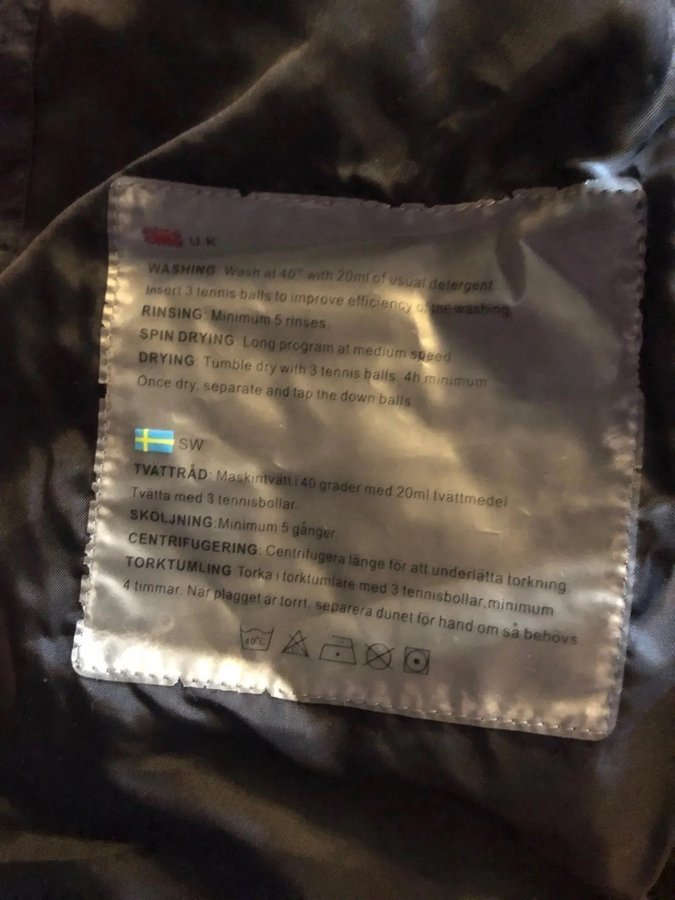 UK
WASHING: Wash at 40° with 20ml of usual detergent
Insert 3 tennis balls to improve efficiency of the washing
RINSING: Minimum 5 rinses.
SPIN DRYING: Long program at medium speed
DRYING: Tumble dry with 3 tennis balls 4h minimum
Once dry, separate and tap the down balls
SW
TVÄTTRÅD: Maskintvätt i 40 grader med 20ml tvättmedel
Tvätta med 3 tennisbollar
SKOLJNING: Minimum 5 gånger.
CENTRIFUGERING: Centrifugera länge för att underlätta torkning
TORKTUMLING: Torka i torktumlare med 3 tennisbollar, minimum
4 timmar. När plagget är torrt, separera dunet för hand om så behövs
40°C